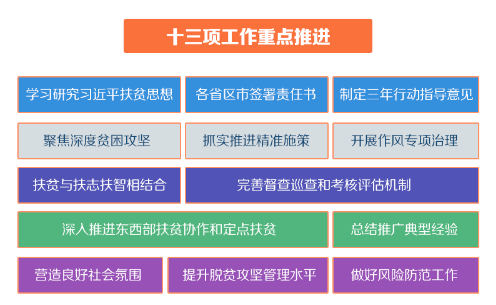 十三项工作重点推进
学习研究习近平扶贫思想 各省区市签署责任书 制定三年行动指导意见
聚焦深度贫困攻坚 抓实推进精准施策 开展作风专项治理
扶贫与扶志扶智相结合 完善督查巡查和考核评估机制
深入推进东西部扶贫协作和定点扶贫 总结推广典型经验
营造良好社会氛围 提升脱贫攻坚管理水平 做好风险防范工作